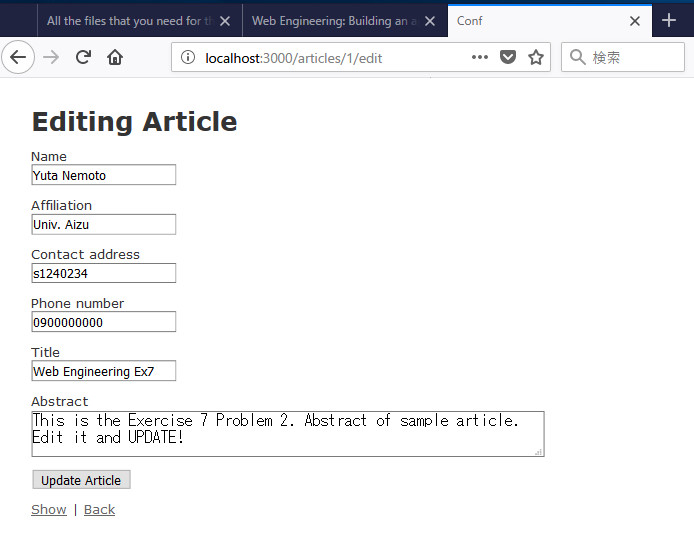 All the files that you need for th
Web Engineering: Building an a
Conf
localhost:3000/articles/1/edit
検索
Editing Article
Name
Yuta Nemoto
Affiliation
Univ. Aizu
Contact address
s1240234
Phone number
0900000000
Title
Web Engineering Ex7
Abstract
This is the Exercise 7 Problem 2. Abstract of sample article.
Edit it and UPDATE!
Update Article
Show | Back